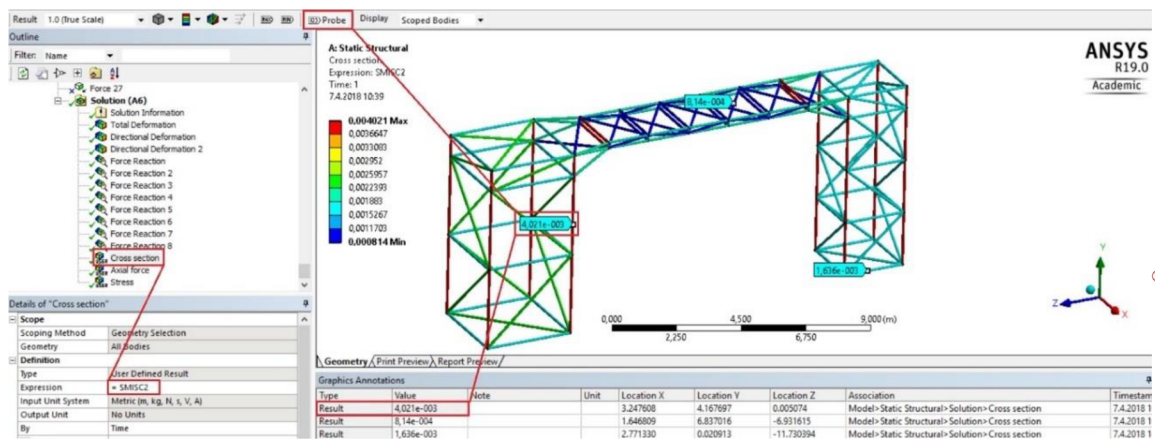 Result 1.0 (True Scale) Probe Display Scoped Bodies
Outline
Filter: Name
Force 27
Solution (A6)
Solution Information
Total Deformation
Directional Deformation
Directional Deformation 2
Force Reaction
Force Reaction 2
Force Reaction 3
Force Reaction 4
Force Reaction 5
Force Reaction 6
Force Reaction 7
Force Reaction 8
Cross section
Axial force
Stress
Details of "Cross section"
Scope
Scoping Method Geometry Selection
Geometry All Bodies
Definition
Type User Defined Result
Expression = SMISC2
Input Unit System Metric (m, kg, N, s, V, A)
Output Unit No Units
By Time
A: Static Structural
Cross section
Expression: SMISC2
Time: 1
7.4.2018 10:39
0,004021 Max
0,0036647
0,0033083
0,002952
0,0025957
0,0022393
0,001883
0,0015267
0,0011703
0,000814 Min
8,14e-004
4,021e-003
1,636e-003
ANSYS
R19.0
Academic
Y
Z
X
0,000 4,500 9,000 (m)
2,250 6,750
Geometry Print Preview Report Preview
Graphics Annotations
Type Value Note Unit Location X Location Y Location Z Association Timestam
Result 4,021e-003 3.247608 4.167697 0.005074 Model>Static Structural>Solution>Cross section 7.4.2018 1
Result 8,14e-004 1.646809 6.837016 -6.931615 Model>Static Structural>Solution>Cross section 7.4.2018 1
Result 1,636e-003 2.771330 0.020913 -11.730394 Model>Static Structural>Solution>Cross section 7.4.2018 1